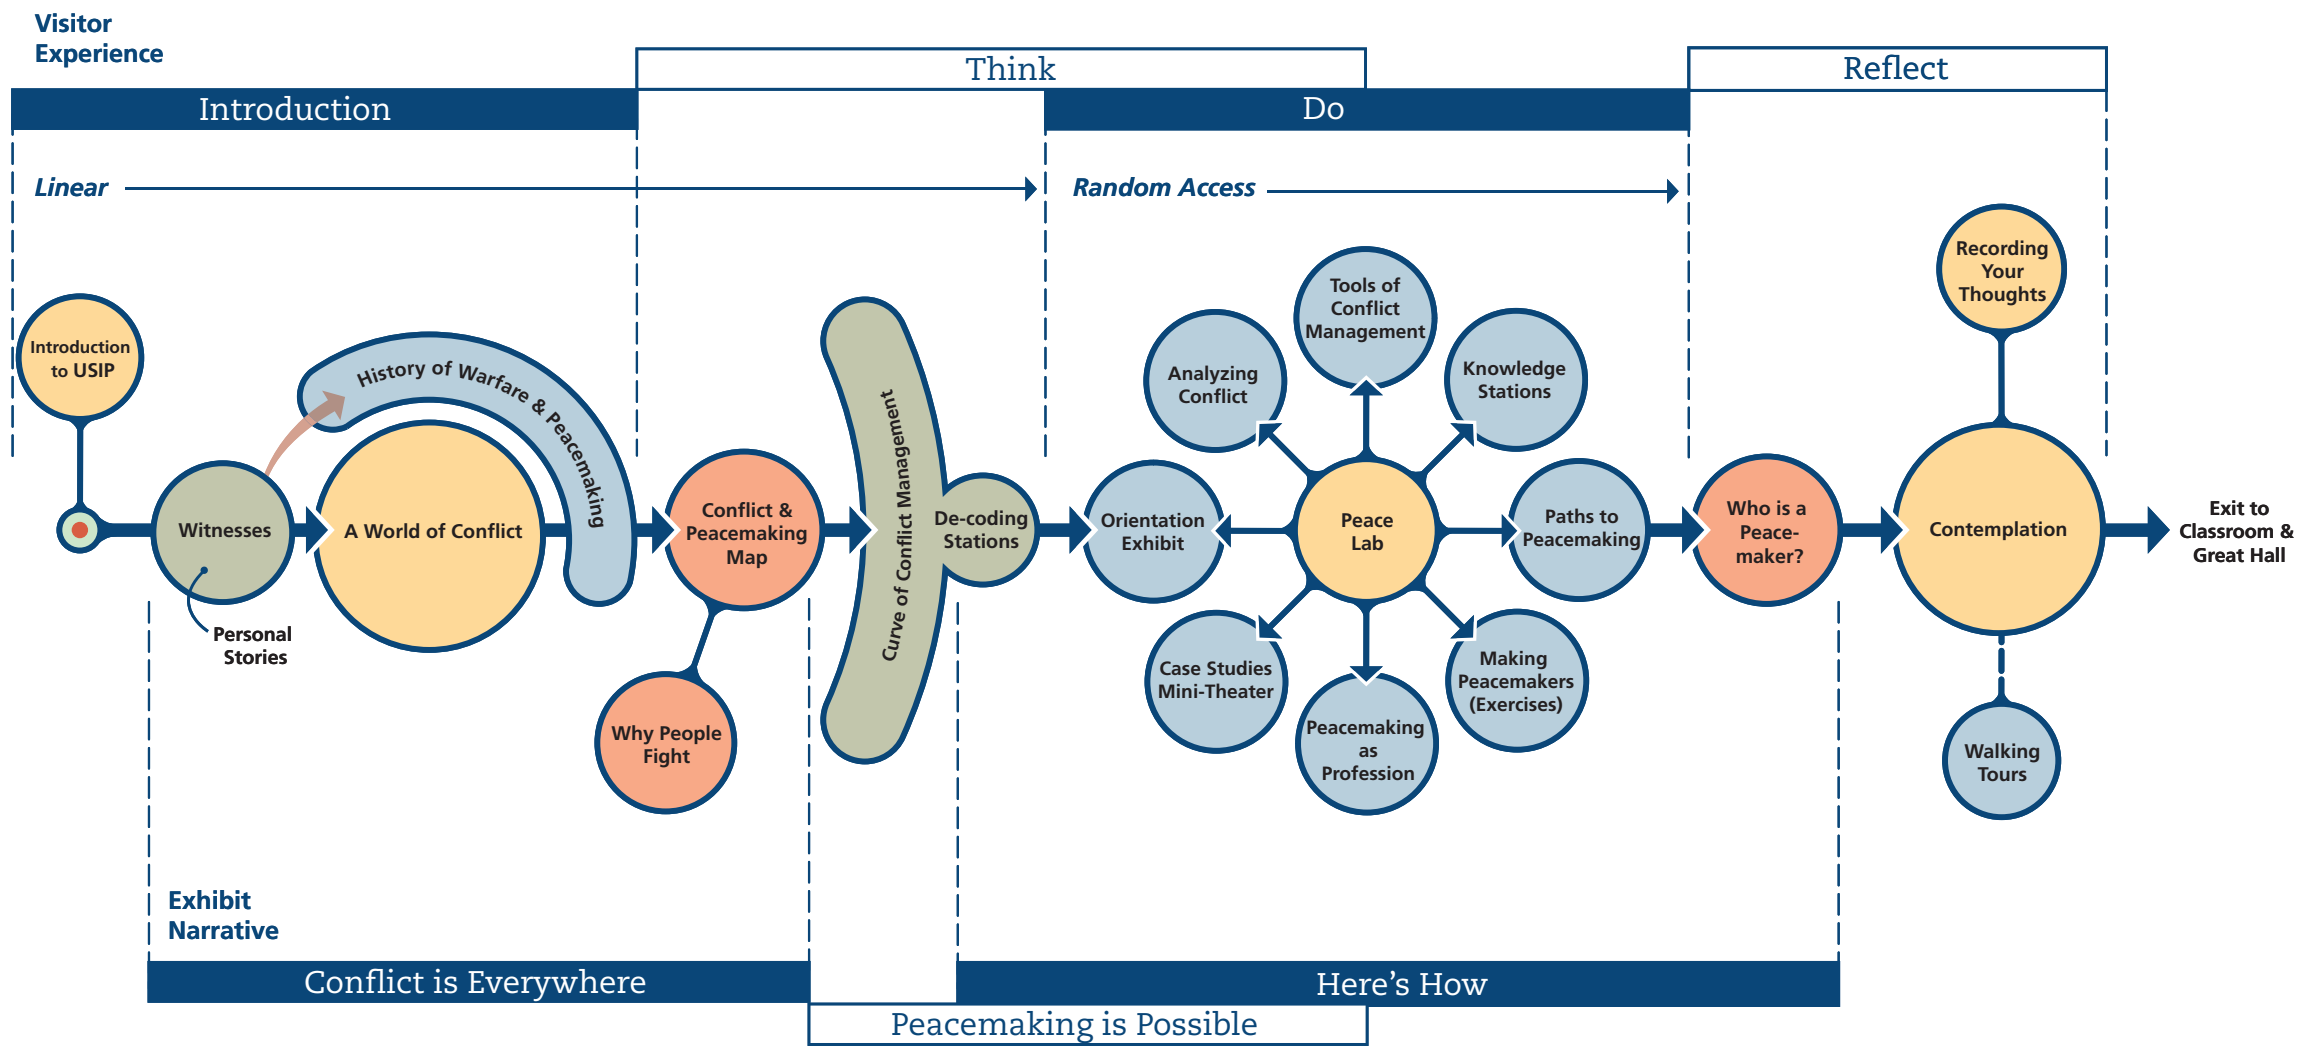 Visitor
Experience
Think
Reflect
Introduction
Do
Linear
Random Access
Introduction
to USIP
Witnesses
Personal
Stories
History of Warfare & Peacemaking
A World of Conflict
Conflict &
Peacemaking
Map
Why People
Fight
Curve of Conflict Management
De-coding
Stations
Orientation
Exhibit
Analyzing
Conflict
Tools of
Conflict
Management
Knowledge
Stations
Peace
Lab
Paths to
Peacemaking
Case Studies
Mini-Theater
Peacemaking
as
Profession
Making
Peacemakers
(Exercises)
Who is a
Peace-
maker?
Recording
Your
Thoughts
Contemplation
Walking
Tours
Exit to
Classroom &
Great Hall
Exhibit
Narrative
Conflict is Everywhere
Here's How
Peacemaking is Possible